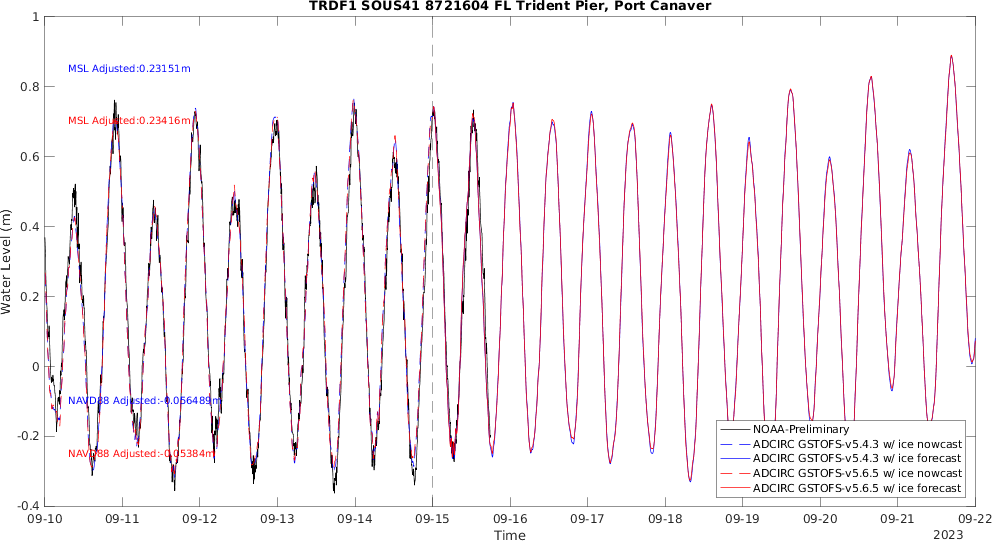 TRDF1 SOUS41 8721604 FL Trident Pier, Port Canaver
1
0.8
0.6
0.4
0.2
0
-0.2
-0.4
Water Level (m)
MSL Adjusted:0.23151m
MSL Adjusted:0.23416m
NAVD88 Adjusted:-0.056489m
NAVD88 Adjusted:-0.05384m
NOAA-Preliminary
ADCIRC GSTOFS-v5.4.3 w/ ice nowcast
ADCIRC GSTOFS-v5.4.3 w/ ice forecast
ADCIRC GSTOFS-v5.6.5 w/ ice nowcast
ADCIRC GSTOFS-v5.6.5 w/ ice forecast
09-10 09-11 09-12 09-13 09-14 09-15 09-16 09-17 09-18 09-19 09-20 09-21 09-22
Time
2023